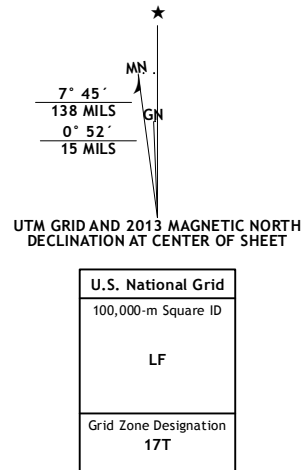 ★
MN
GN
7° 45´
138 MILS
0° 52´
15 MILS
UTM GRID AND 2013 MAGNETIC NORTH
DECLINATION AT CENTER OF SHEET
U.S. National Grid
100,000-m Square ID
LF
Grid Zone Designation
17T